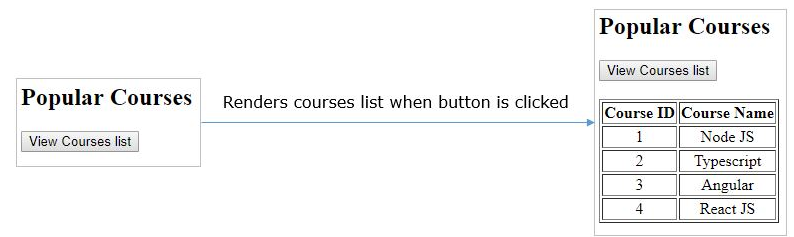 Popular Courses
View Courses list
Renders courses list when button is clicked
Popular Courses
View Courses list
Course ID Course Name
1 Node JS
2 Typescript
3 Angular
4 React JS